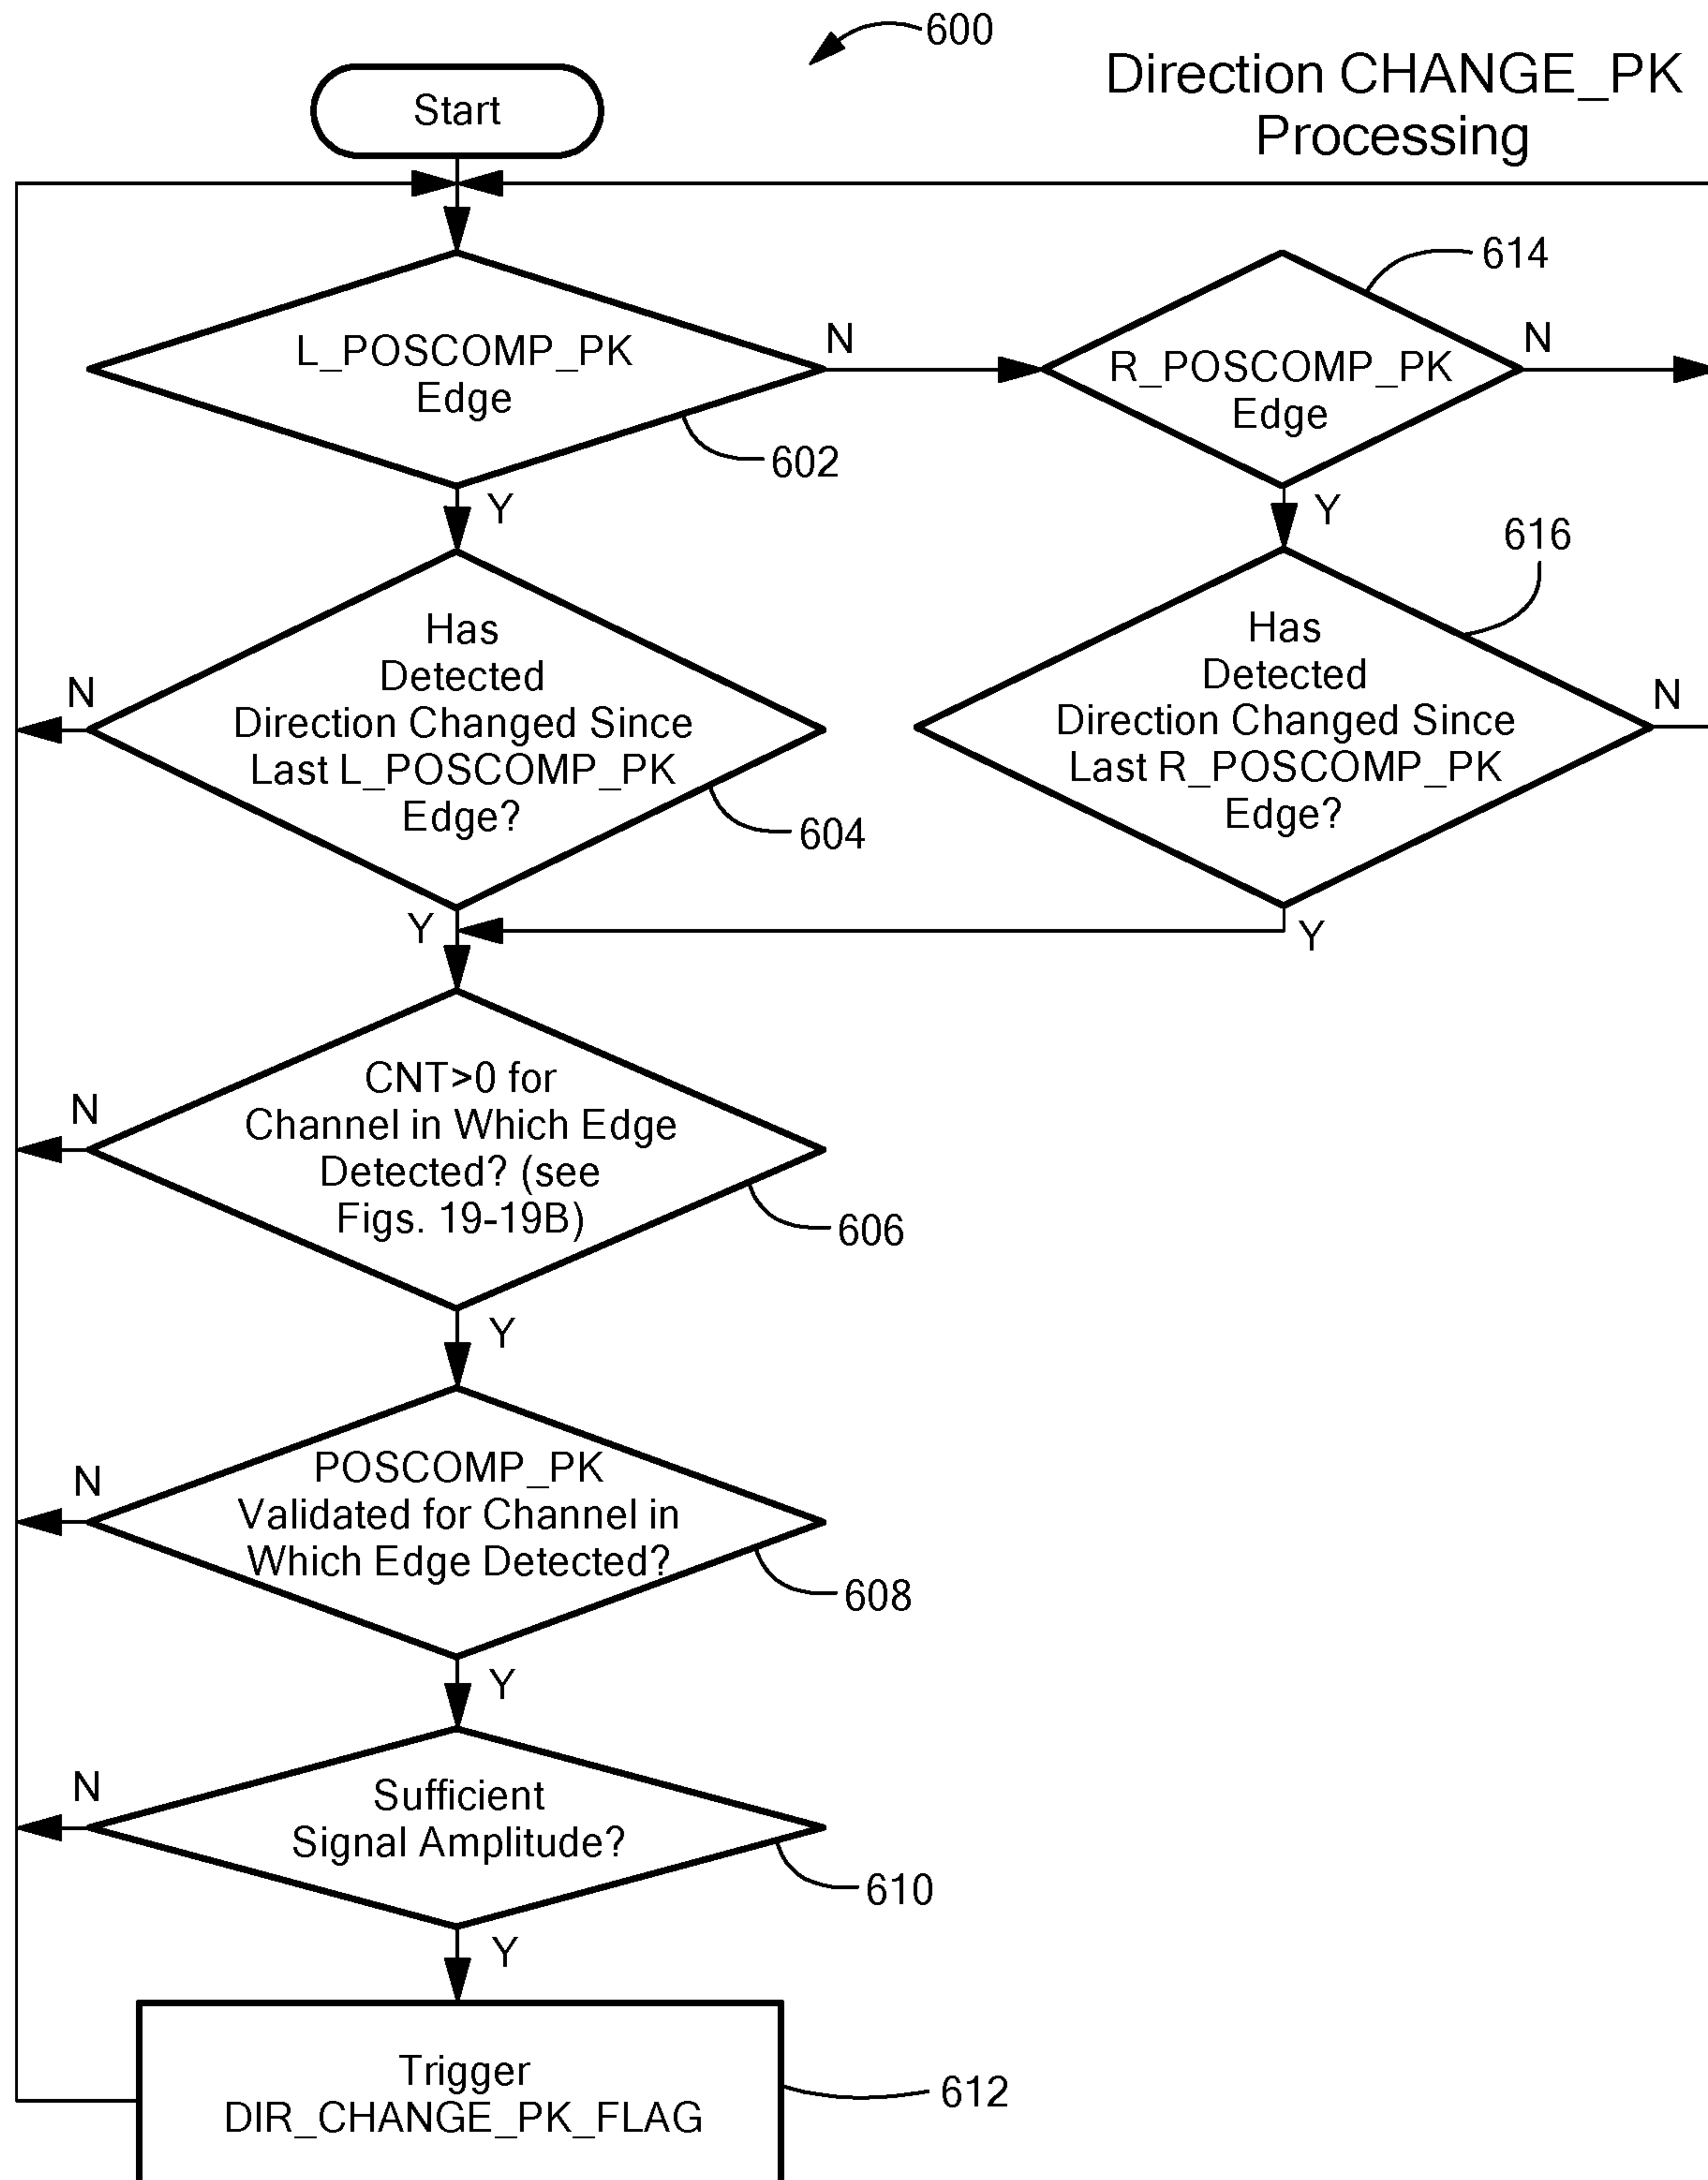 600
Direction CHANGE_PK
Processing
Start
L_POSCOMP_PK
Edge
N
602
Y
614
R_POSCOMP_PK
Edge
N
Y
Has
Detected
Direction Changed Since
Last L_POSCOMP_PK
Edge?
N
604
Y
616
Has
Detected
Direction Changed Since
Last R_POSCOMP_PK
Edge?
N
Y
CNT>0 for
Channel in Which Edge
Detected? (see
Figs. 19-19B)
N
606
Y
POSCOMP_PK
Validated for Channel in
Which Edge Detected?
N
608
Y
Sufficient
Signal Amplitude?
N
610
Y
Trigger
DIR_CHANGE_PK_FLAG
612